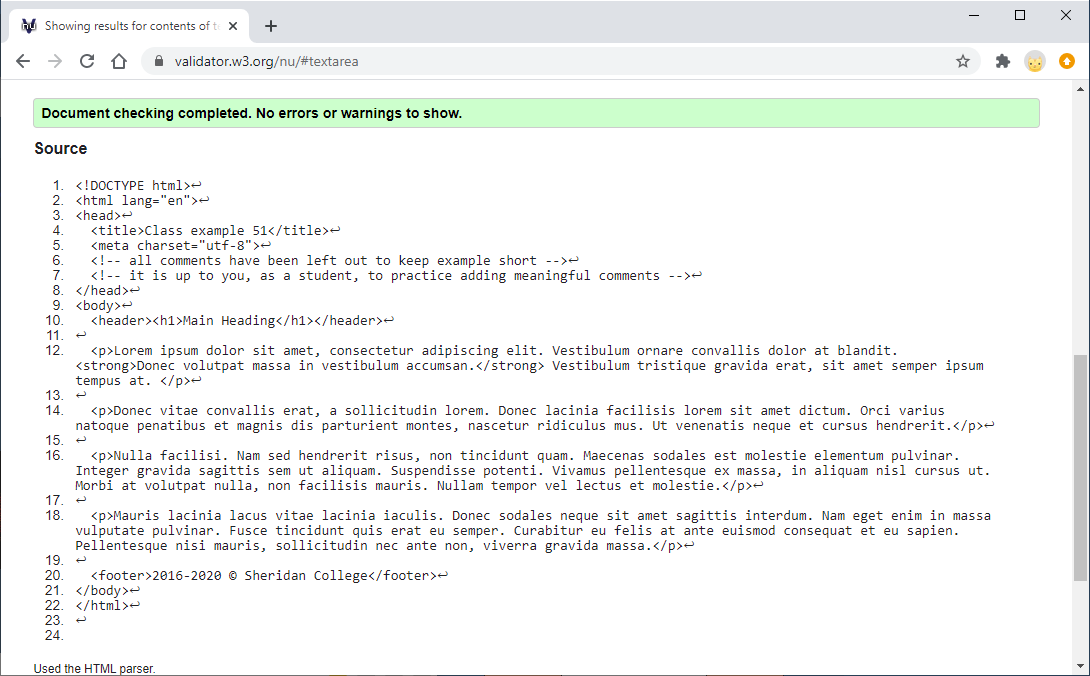 Showing results for contents of te
validator.w3.org/nu/#textarea
Document checking completed. No errors or warnings to show.
Source
1. <!DOCTYPE html>↩
2. <html lang="en">↩
3. <head>↩
4.   <title>Class example 51</title>↩
5.   <meta charset="utf-8">↩
6.   <!-- all comments have been left out to keep example short -->↩
7.   <!-- it is up to you, as a student, to practice adding meaningful comments -->↩
8. </head>↩
9. <body>↩
10.   <header><h1>Main Heading</h1></header>↩
11. ↩
12.   <p>Lorem ipsum dolor sit amet, consectetur adipiscing elit. Vestibulum ornare convallis dolor at blandit.
<strong>Donec volutpat massa in vestibulum accumsan.</strong> Vestibulum tristique gravida erat, sit amet semper ipsum
tempus at. </p>↩
13. ↩
14.   <p>Donec vitae convallis erat, a sollicitudin lorem. Donec lacinia facilisis lorem sit amet dictum. Orci varius
natoque penatibus et magnis dis parturient montes, nascetur ridiculus mus. Ut venenatis neque et cursus hendrerit.</p>↩
15. ↩
16.   <p>Nulla facilisi. Nam sed hendrerit risus, non tincidunt quam. Maecenas sodales est molestie elementum pulvinar.
Integer gravida sagittis sem ut aliquam. Suspendisse potenti. Vivamus pellentesque ex massa, in aliquam nisl cursus ut.
Morbi at volutpat nulla, non facilisis mauris. Nullam tempor vel lectus et molestie.</p>↩
17. ↩
18.   <p>Mauris lacinia lacus vitae lacinia iaculis. Donec sodales neque sit amet sagittis interdum. Nam eget enim in massa
vulputate pulvinar. Fusce tincidunt quis erat eu semper. Curabitur eu felis at ante euismod consequat et eu sapien.
Pellentesque nisi mauris, sollicitudin nec ante non, viverra gravida massa.</p>↩
19. ↩
20.   <footer>2016-2020 © Sheridan College</footer>↩
21. </body>↩
22. </html>↩
23. ↩
24.
Used the HTML parser.